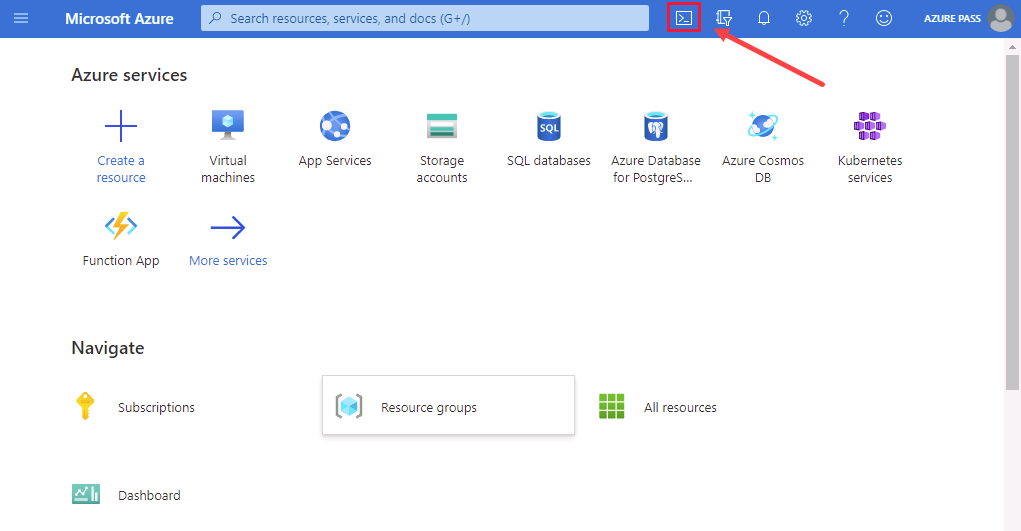 Microsoft Azure
Search resources, services, and docs (G+/)
AZURE PASS
Azure services
Create a
resource
Virtual
machines
App Services
Storage
accounts
SQL
SQL databases
Azure Database
for PostgreS...
Azure Cosmos
DB
Kubernetes
services
Function App
More services
Navigate
Subscriptions
Resource groups
All resources
Dashboard